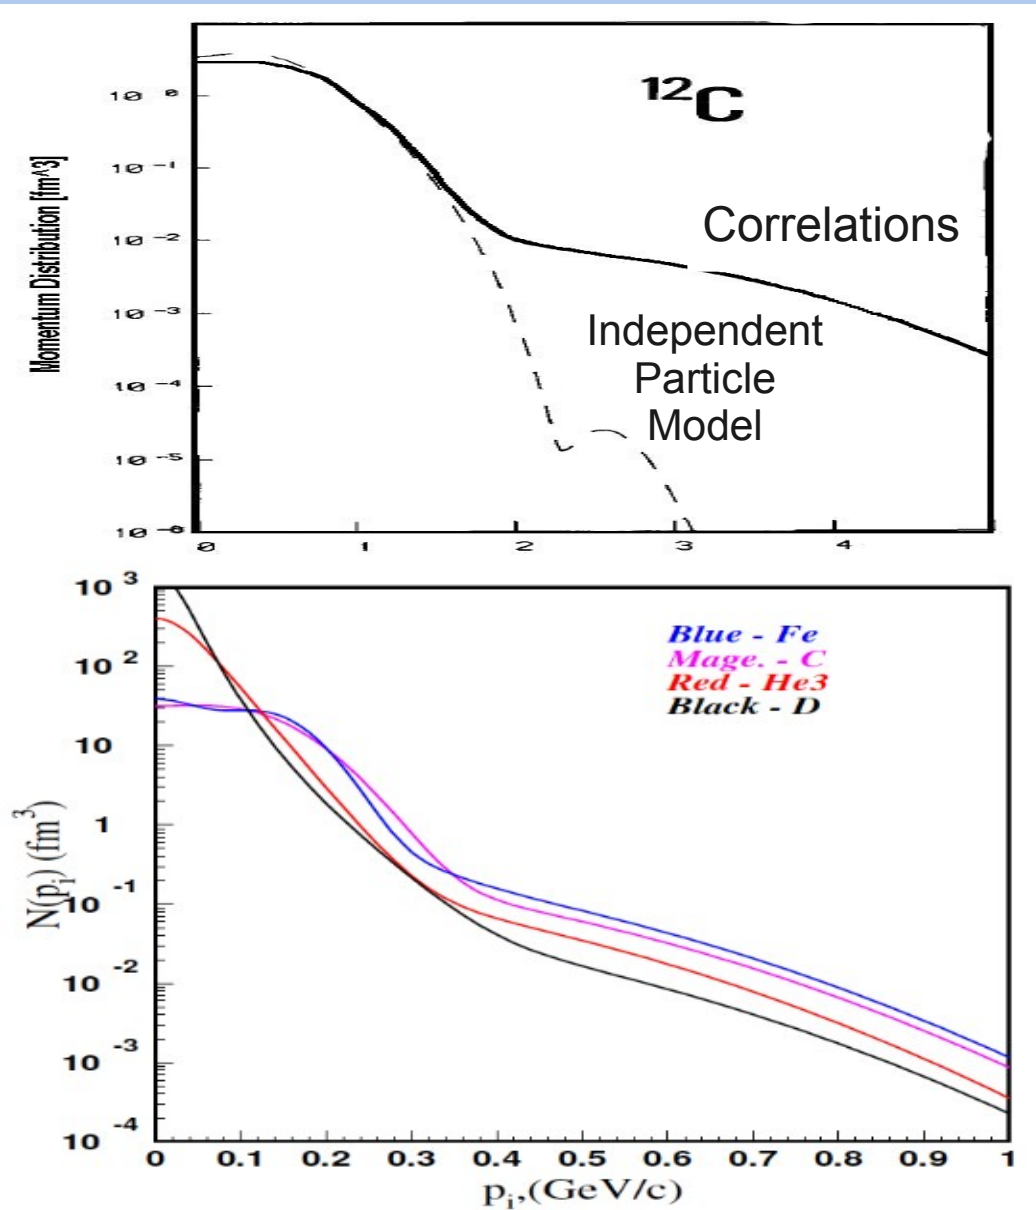 ¹²C
10 ⁰
10 ⁻¹
10 ⁻²
10 ⁻³
10 ⁻⁴
10 ⁻⁵
10 ⁻⁶
Momentum Distribution [fm^3]
Correlations
Independent
Particle
Model
0 1 2 3 4
10 ³
10 ²
10
1
10 ⁻¹
10 ⁻²
10 ⁻³
10 ⁻⁴
N(pᵢ) (fm³)
Blue - Fe
Mage. - C
Red - He3
Black - D
0 0.1 0.2 0.3 0.4 0.5 0.6 0.7 0.8 0.9 1
pᵢ,(GeV/c)